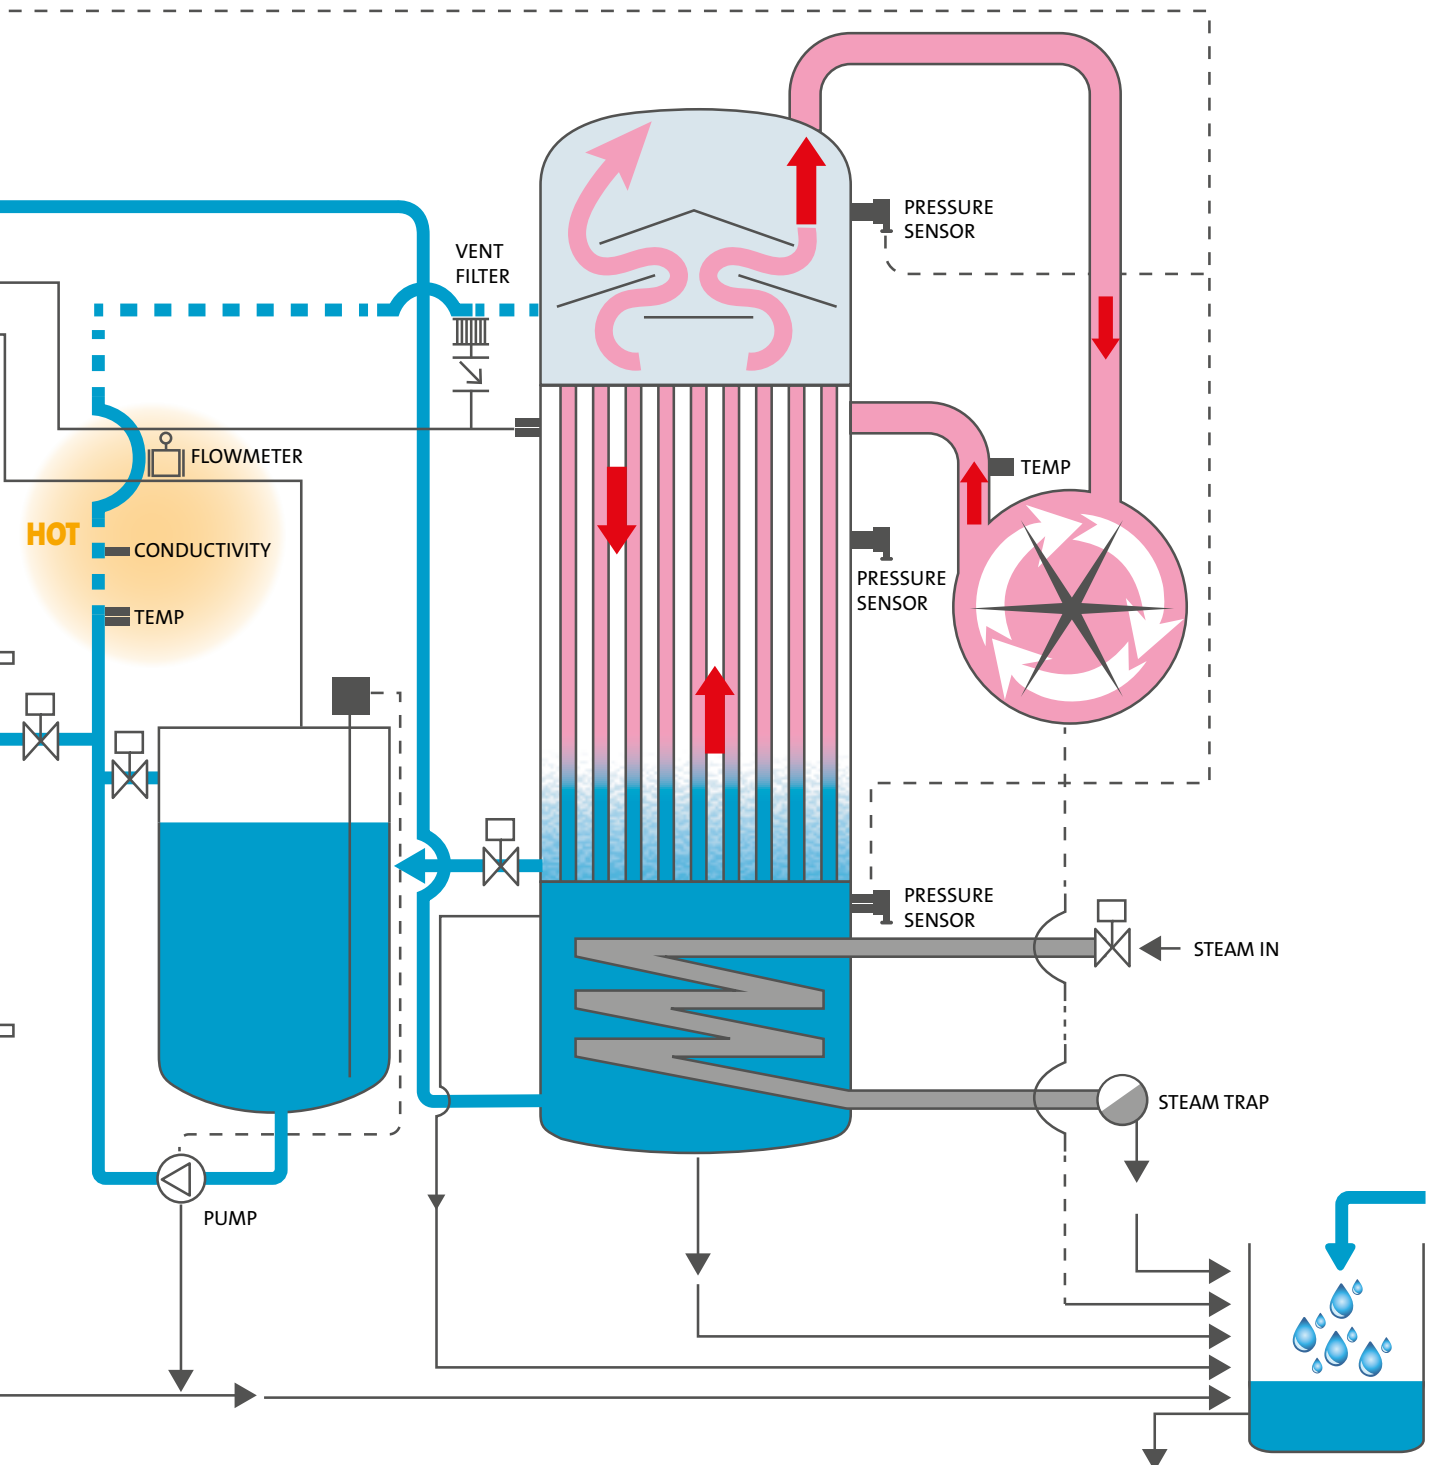 PRESSURE
SENSOR
VENT
FILTER
FLOWMETER
TEMP
HOT
CONDUCTIVITY
PRESSURE
SENSOR
TEMP
PRESSURE
SENSOR
STEAM IN
STEAM TRAP
PUMP